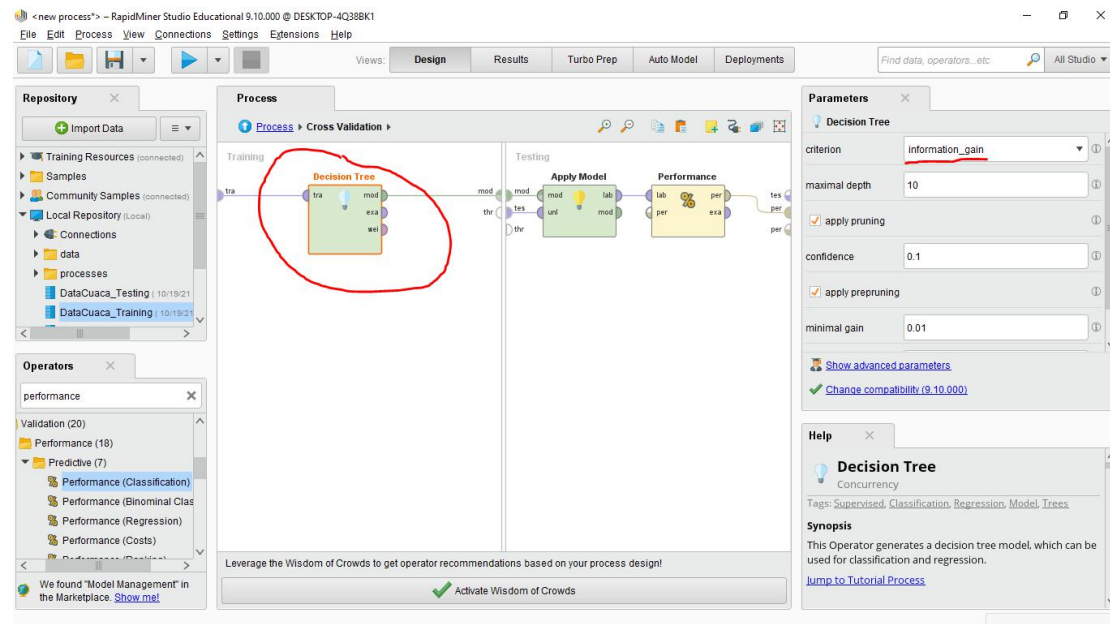 <new process*> – RapidMiner Studio Educational 9.10.000 @ DESKTOP-4Q38BK1
File Edit Process View Connections Settings Extensions Help
Views: Design Results Turbo Prep Auto Model Deployments
Find data, operators...etc
All Studio
Repository
Import Data
Training Resources (connected)
Samples
Community Samples (connected)
Local Repository (Local)
Connections
data
processes
DataCuaca_Testing ( 10/19/21
DataCuaca_Training ( 10/19/21
Operators
performance
Validation (20)
Performance (18)
Predictive (7)
Performance (Classification)
Performance (Binominal Clas
Performance (Regression)
Performance (Costs)
We found "Model Management" in
the Marketplace. Show me!
Process
Process Cross Validation
Training
Testing
Decision Tree
Apply Model
Performance
tra
tra mod
exa
wei
mod
thr
mod
tes
thr
mod lab
unl mod
lab per
per exa
tes
per
per
Leverage the Wisdom of Crowds to get operator recommendations based on your process design!
Activate Wisdom of Crowds
Parameters
Decision Tree
criterion information_gain
maximal depth 10
apply pruning
confidence 0.1
apply prepruning
minimal gain 0.01
Show advanced parameters
Change compatibility (9.10.000)
Help
Decision Tree
Concurrency
Tags: Supervised, Classification, Regression, Model, Trees
Synopsis
This Operator generates a decision tree model, which can be
used for classification and regression.
Jump to Tutorial Process